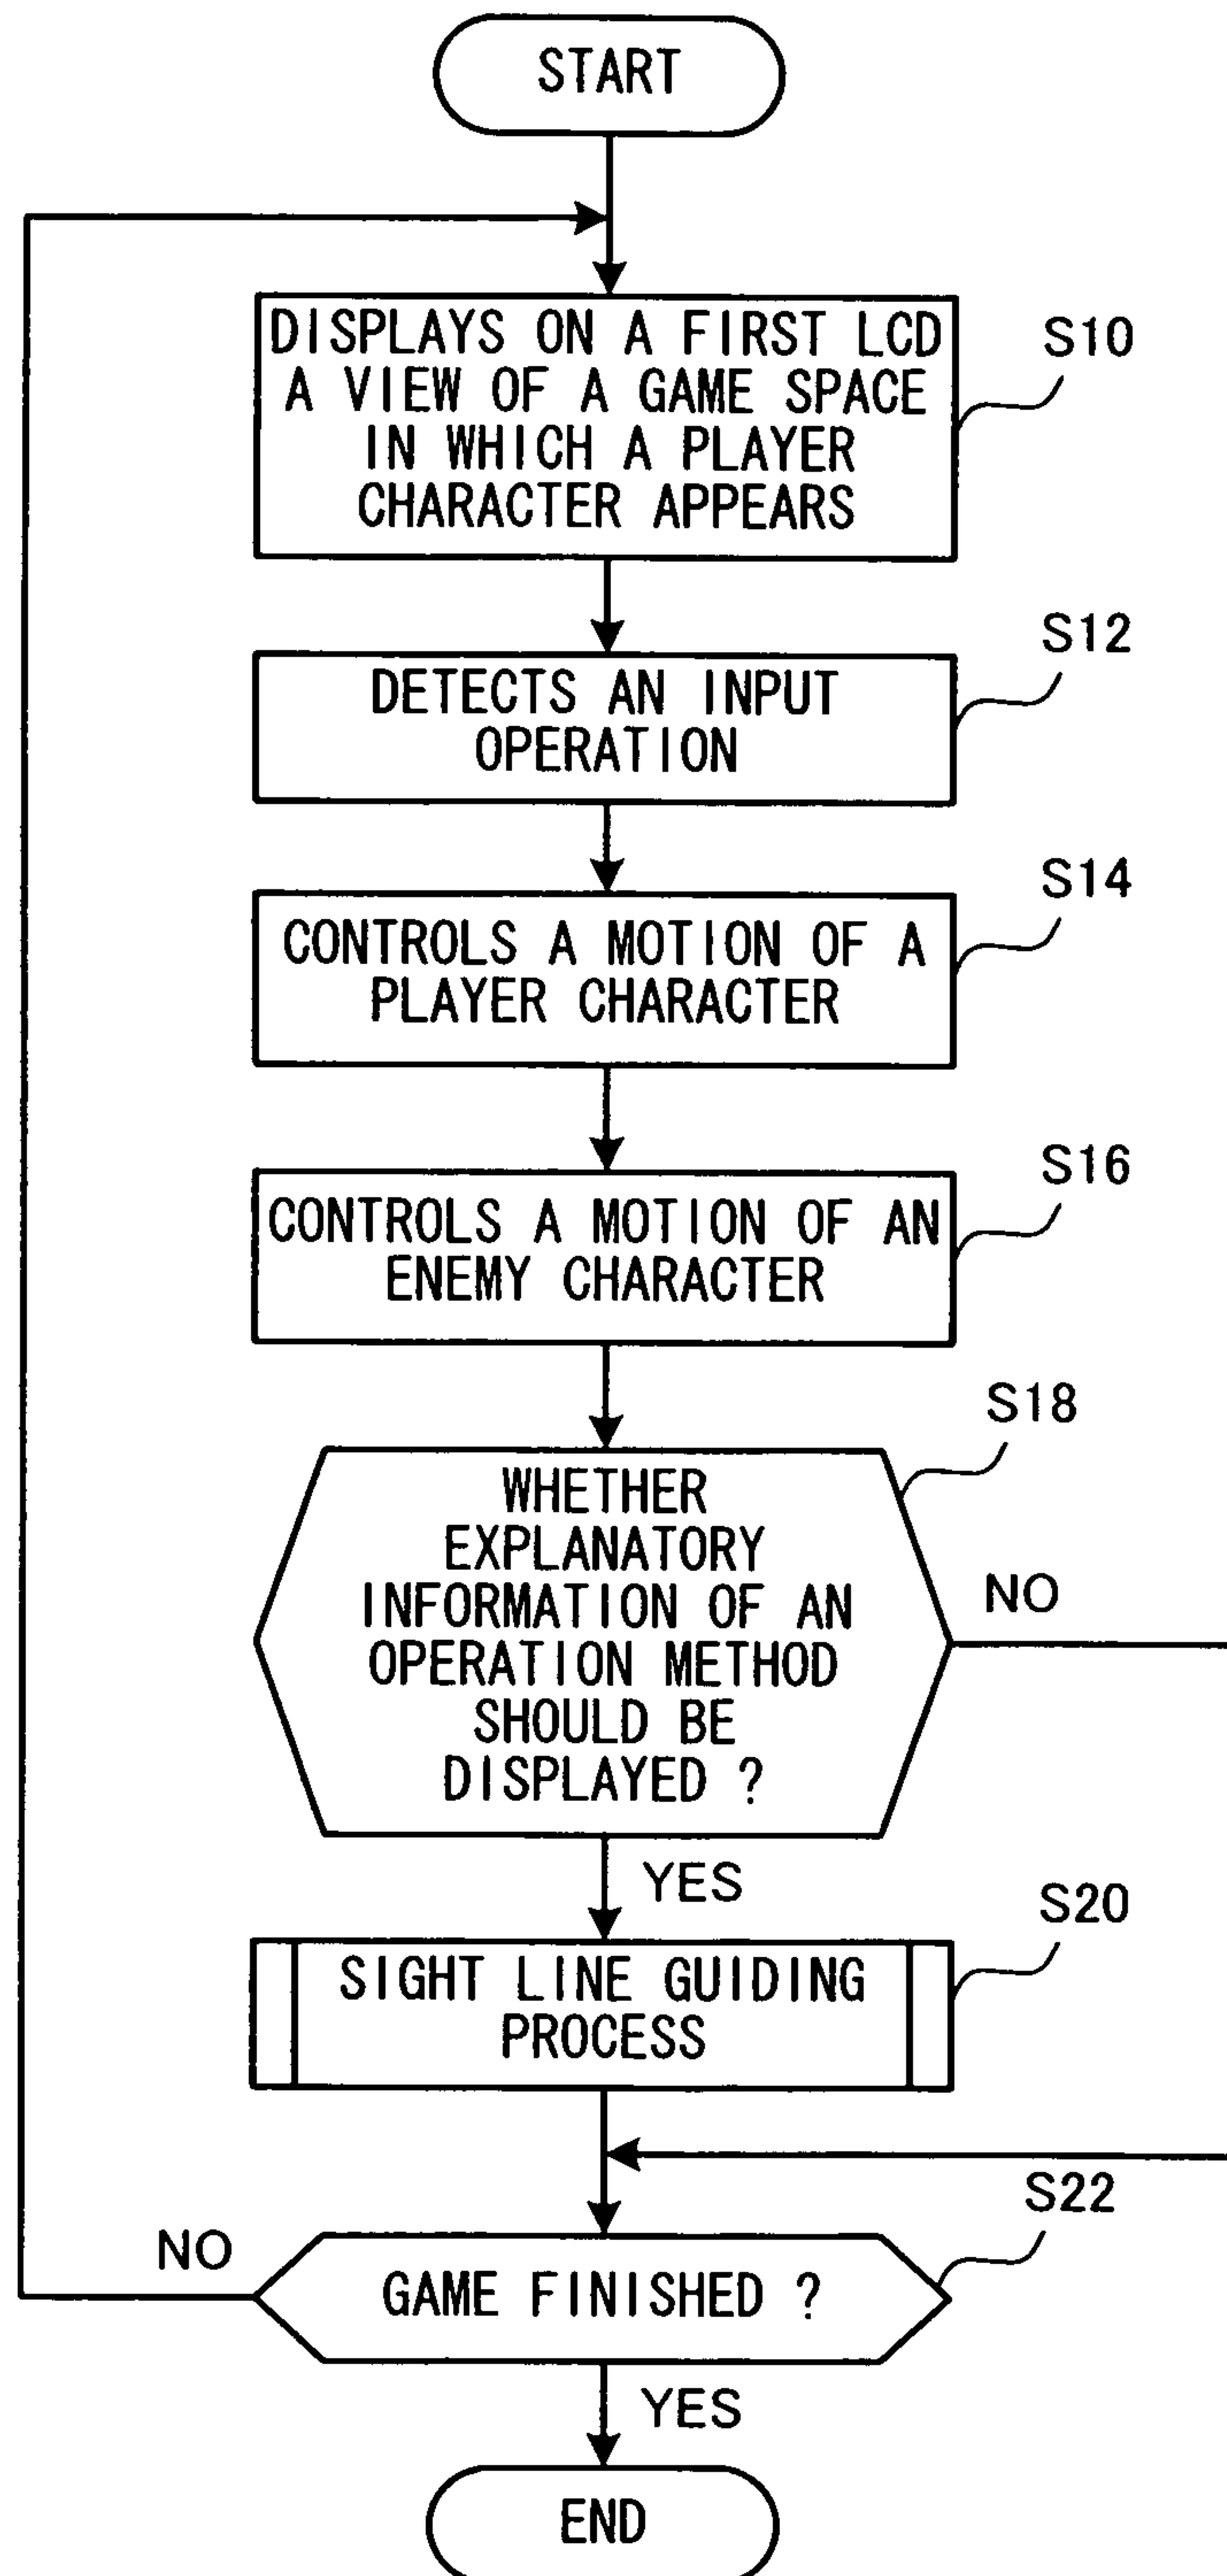 START
DISPLAYS ON A FIRST LCD
A VIEW OF A GAME SPACE
IN WHICH A PLAYER
CHARACTER APPEARS
S10
DETECTS AN INPUT
OPERATION
S12
CONTROLS A MOTION OF A
PLAYER CHARACTER
S14
CONTROLS A MOTION OF AN
ENEMY CHARACTER
S16
WHETHER
EXPLANATORY
INFORMATION OF AN
OPERATION METHOD
SHOULD BE
DISPLAYED ?
S18
NO
YES
SIGHT LINE GUIDING
PROCESS
S20
GAME FINISHED ?
S22
NO
YES
END